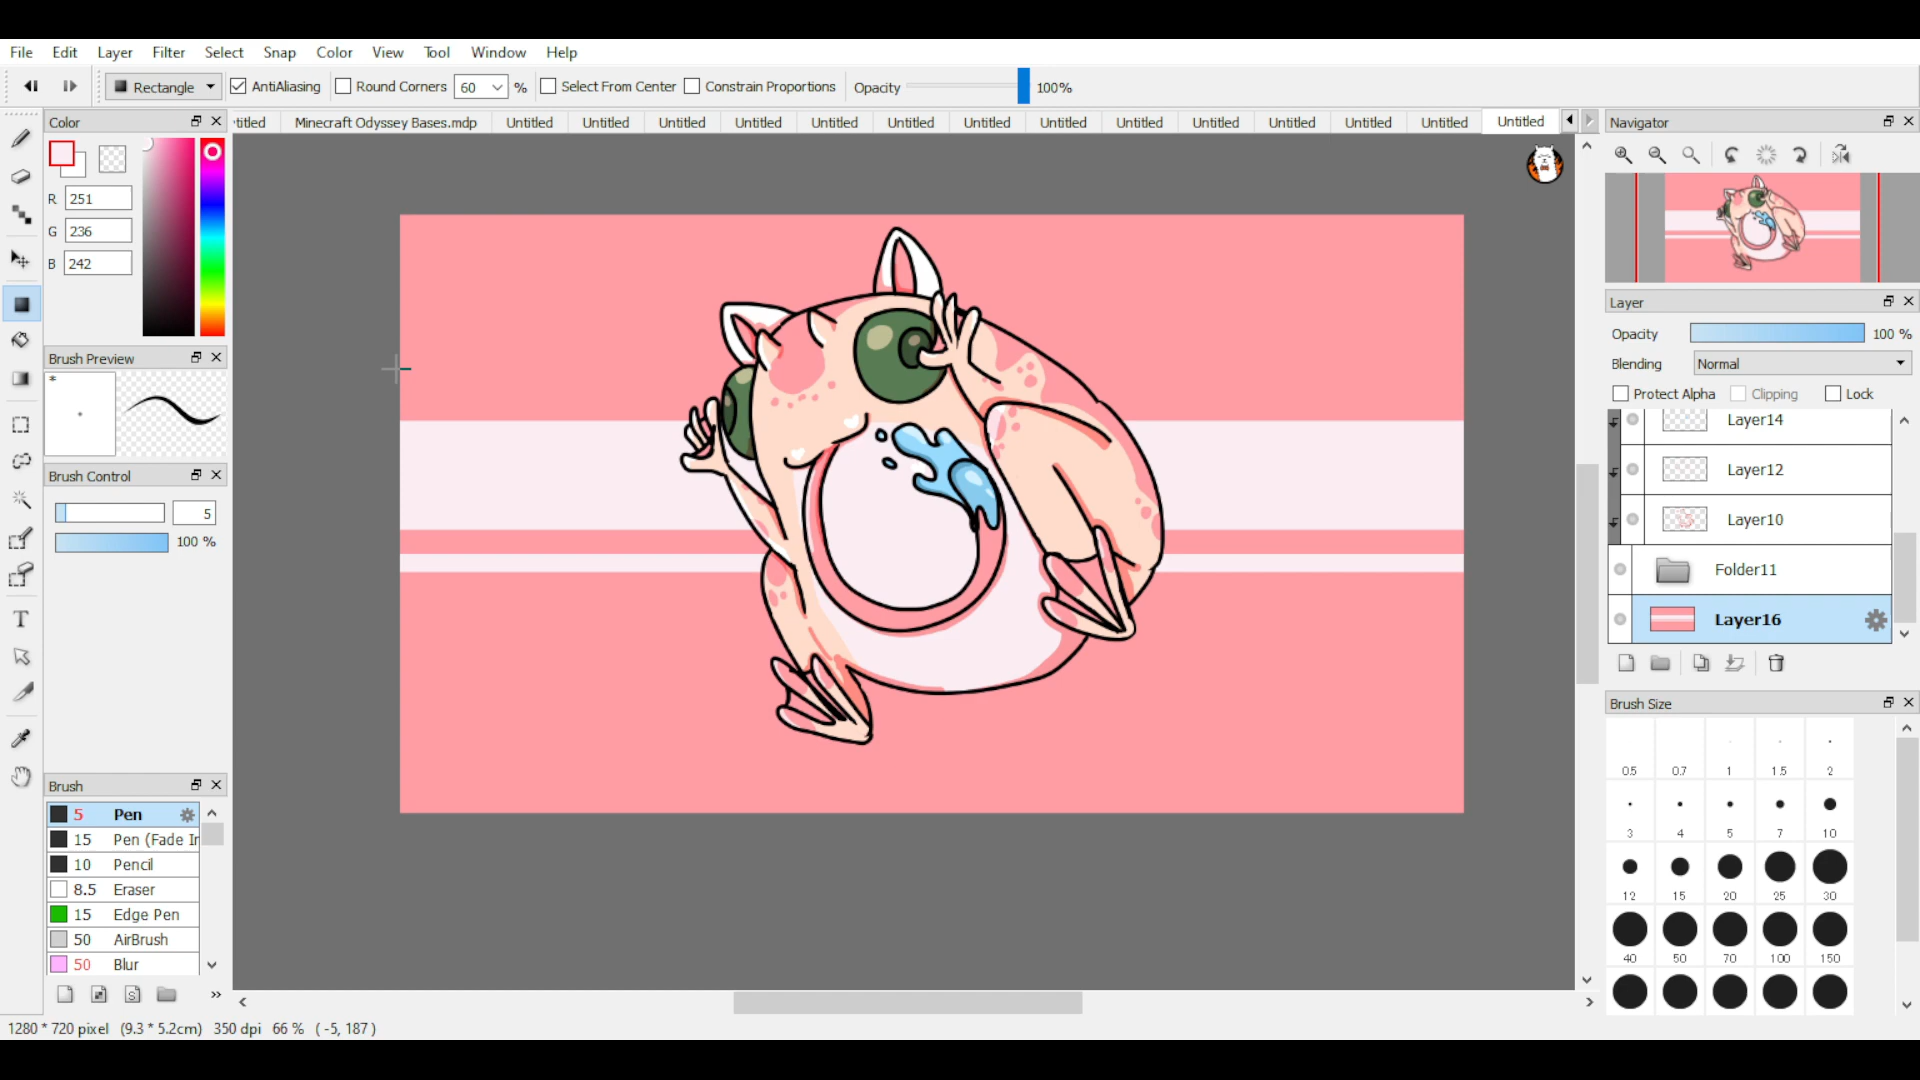 File Edit Layer Filter Select Snap Color View Tool Window Help
Rectangle AntiAliasing Round Corners 60 % Select From Center Constrain Proportions Opacity 100%
Color
titled Minecraft Odyssey Bases.mdp Untitled Untitled Untitled Untitled Untitled Untitled Untitled Untitled Untitled Untitled Untitled Untitled Untitled Untitled
Navigator
R 251
G 236
B 242
Brush Preview
*
Brush Control
5
100 %
Brush
5 Pen
15 Pen (Fade In
10 Pencil
8.5 Eraser
15 Edge Pen
50 AirBrush
50 Blur
T
S
»
Layer
Opacity 100 %
Blending Normal
Protect Alpha Clipping Lock
Layer14
Layer12
Layer10
Folder11
Layer16
Brush Size
0.5 0.7 1 1.5 2
3 4 5 7 10
12 15 20 25 30
40 50 70 100 150
1280 * 720 pixel (9.3 * 5.2cm) 350 dpi 66 % ( -5, 187 )